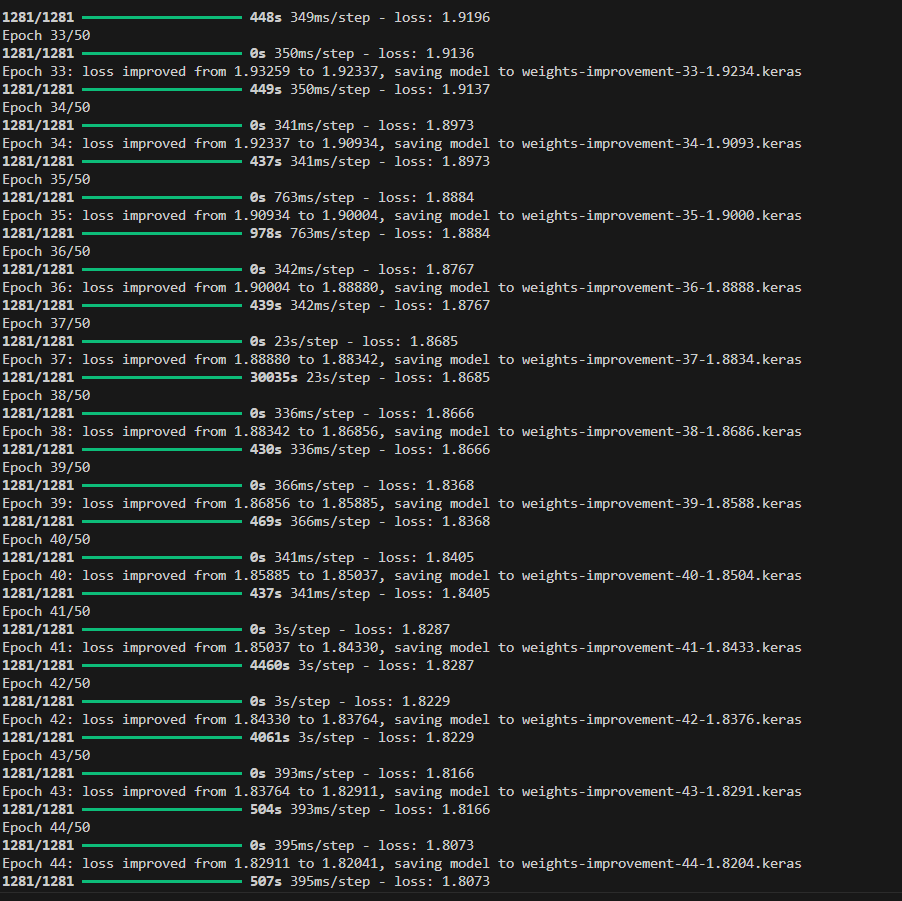 1281/1281 ━━━━━━━━━━━━━━━━━━━━ 448s 349ms/step - loss: 1.9196
Epoch 33/50
1281/1281 ━━━━━━━━━━━━━━━━━━━━ 0s 350ms/step - loss: 1.9136
Epoch 33: loss improved from 1.93259 to 1.92337, saving model to weights-improvement-33-1.9234.keras
1281/1281 ━━━━━━━━━━━━━━━━━━━━ 449s 350ms/step - loss: 1.9137
Epoch 34/50
1281/1281 ━━━━━━━━━━━━━━━━━━━━ 0s 341ms/step - loss: 1.8973
Epoch 34: loss improved from 1.92337 to 1.90934, saving model to weights-improvement-34-1.9093.keras
1281/1281 ━━━━━━━━━━━━━━━━━━━━ 437s 341ms/step - loss: 1.8973
Epoch 35/50
1281/1281 ━━━━━━━━━━━━━━━━━━━━ 0s 763ms/step - loss: 1.8884
Epoch 35: loss improved from 1.90934 to 1.90004, saving model to weights-improvement-35-1.9000.keras
1281/1281 ━━━━━━━━━━━━━━━━━━━━ 978s 763ms/step - loss: 1.8884
Epoch 36/50
1281/1281 ━━━━━━━━━━━━━━━━━━━━ 0s 342ms/step - loss: 1.8767
Epoch 36: loss improved from 1.90004 to 1.88880, saving model to weights-improvement-36-1.8888.keras
1281/1281 ━━━━━━━━━━━━━━━━━━━━ 439s 342ms/step - loss: 1.8767
Epoch 37/50
1281/1281 ━━━━━━━━━━━━━━━━━━━━ 0s 23s/step - loss: 1.8685
Epoch 37: loss improved from 1.88880 to 1.88342, saving model to weights-improvement-37-1.8834.keras
1281/1281 ━━━━━━━━━━━━━━━━━━━━ 30035s 23s/step - loss: 1.8685
Epoch 38/50
1281/1281 ━━━━━━━━━━━━━━━━━━━━ 0s 336ms/step - loss: 1.8666
Epoch 38: loss improved from 1.88342 to 1.86856, saving model to weights-improvement-38-1.8686.keras
1281/1281 ━━━━━━━━━━━━━━━━━━━━ 430s 336ms/step - loss: 1.8666
Epoch 39/50
1281/1281 ━━━━━━━━━━━━━━━━━━━━ 0s 366ms/step - loss: 1.8368
Epoch 39: loss improved from 1.86856 to 1.85885, saving model to weights-improvement-39-1.8588.keras
1281/1281 ━━━━━━━━━━━━━━━━━━━━ 469s 366ms/step - loss: 1.8368
Epoch 40/50
1281/1281 ━━━━━━━━━━━━━━━━━━━━ 0s 341ms/step - loss: 1.8405
Epoch 40: loss improved from 1.85885 to 1.85037, saving model to weights-improvement-40-1.8504.keras
1281/1281 ━━━━━━━━━━━━━━━━━━━━ 437s 341ms/step - loss: 1.8405
Epoch 41/50
1281/1281 ━━━━━━━━━━━━━━━━━━━━ 0s 3s/step - loss: 1.8287
Epoch 41: loss improved from 1.85037 to 1.84330, saving model to weights-improvement-41-1.8433.keras
1281/1281 ━━━━━━━━━━━━━━━━━━━━ 4460s 3s/step - loss: 1.8287
Epoch 42/50
1281/1281 ━━━━━━━━━━━━━━━━━━━━ 0s 3s/step - loss: 1.8229
Epoch 42: loss improved from 1.84330 to 1.83764, saving model to weights-improvement-42-1.8376.keras
1281/1281 ━━━━━━━━━━━━━━━━━━━━ 4061s 3s/step - loss: 1.8229
Epoch 43/50
1281/1281 ━━━━━━━━━━━━━━━━━━━━ 0s 393ms/step - loss: 1.8166
Epoch 43: loss improved from 1.83764 to 1.82911, saving model to weights-improvement-43-1.8291.keras
1281/1281 ━━━━━━━━━━━━━━━━━━━━ 504s 393ms/step - loss: 1.8166
Epoch 44/50
1281/1281 ━━━━━━━━━━━━━━━━━━━━ 0s 395ms/step - loss: 1.8073
Epoch 44: loss improved from 1.82911 to 1.82041, saving model to weights-improvement-44-1.8204.keras
1281/1281 ━━━━━━━━━━━━━━━━━━━━ 507s 395ms/step - loss: 1.8073